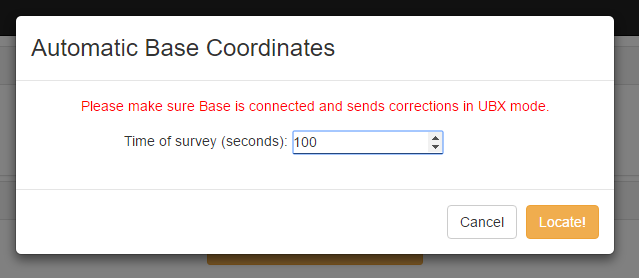 Automatic Base Coordinates
Please make sure Base is connected and sends corrections in UBX mode.
Time of survey (seconds): 100
Cancel Locate!